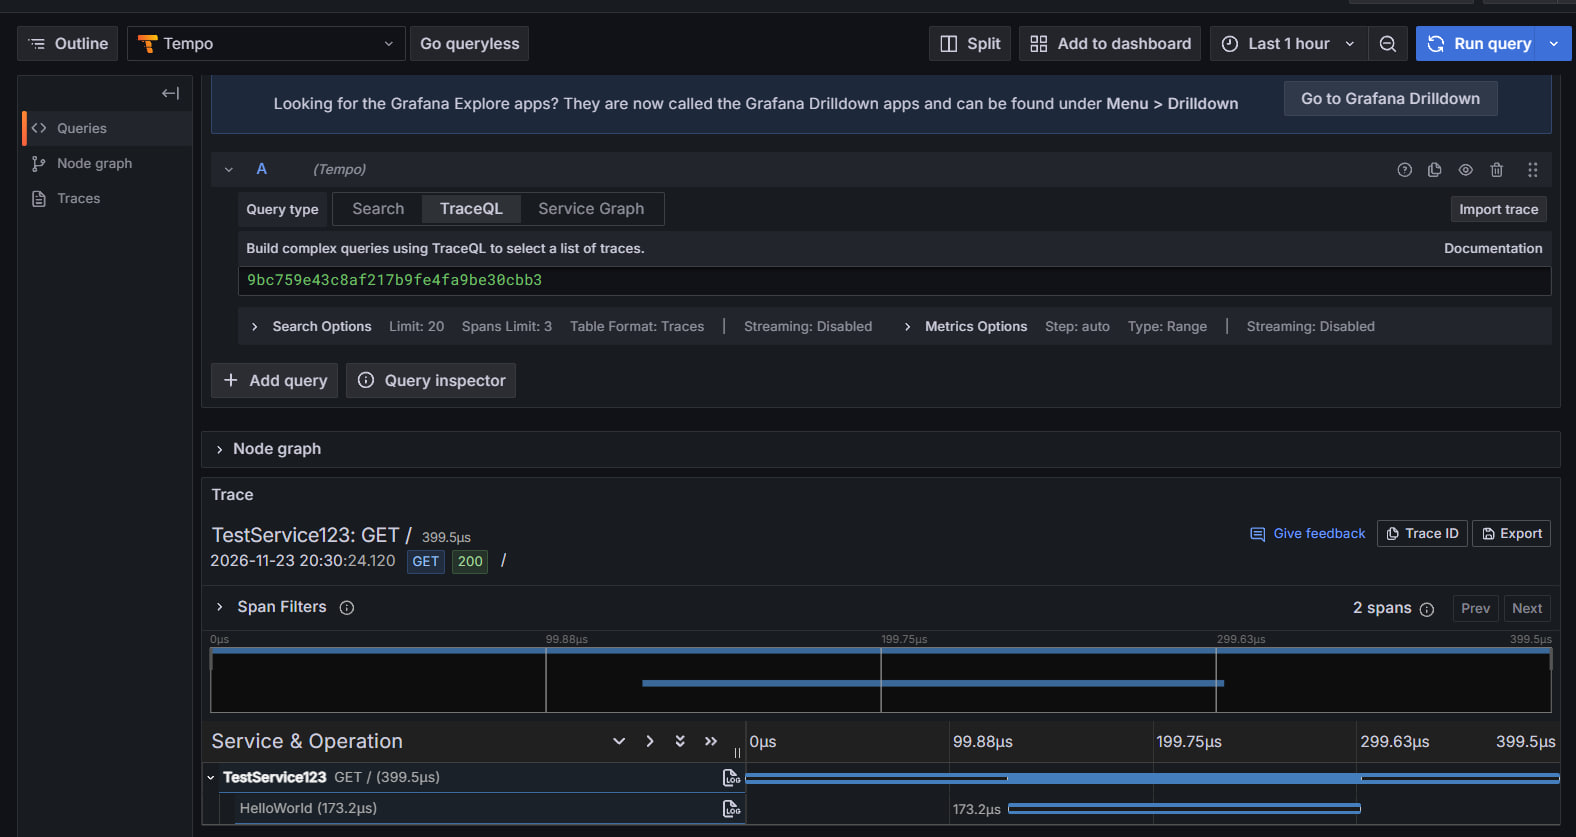 Outline
Tempo
Go queryless
Split
Add to dashboard
Last 1 hour
Run query
Looking for the Grafana Explore apps? They are now called the Grafana Drilldown apps and can be found under Menu > Drilldown
Go to Grafana Drilldown
Queries
Node graph
Traces
A
(Tempo)
Query type
Search
TraceQL
Service Graph
Import trace
Build complex queries using TraceQL to select a list of traces.
Documentation
9bc759e43c8af217b9fe4fa9be30cbb3
Search Options Limit: 20 Spans Limit: 3 Table Format: Traces | Streaming: Disabled
Metrics Options Step: auto Type: Range | Streaming: Disabled
+ Add query
Query inspector
Node graph
Trace
TestService123: GET / 399.5µs
Give feedback
Trace ID
Export
2026-11-23 20:30:24.120 GET 200 /
Span Filters
2 spans
Prev
Next
0µs 99.88µs 199.75µs 299.63µs 399.5µs
Service & Operation
0µs 99.88µs 199.75µs 299.63µs 399.5µs
TestService123 GET / (399.5µs)
LOG
HelloWorld (173.2µs)
LOG
173.2µs